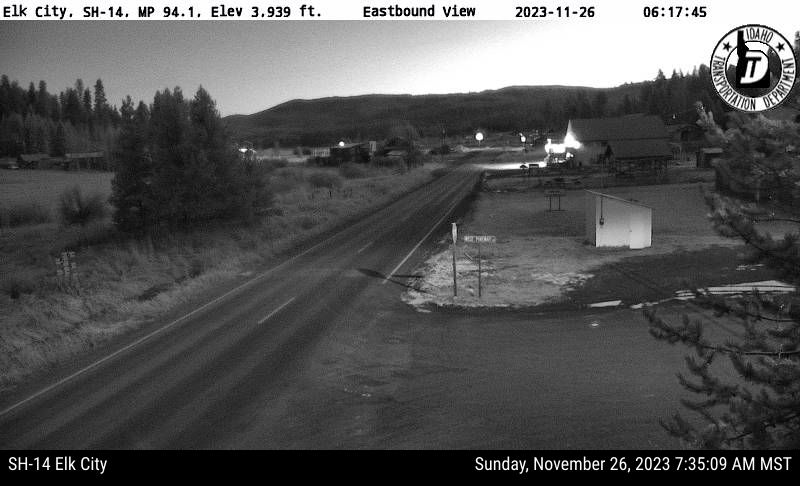 Elk City, SH-14, MP 94.1, Elev 3,939 ft. Eastbound View 2023-11-26 06:17:45
IDAHO
TRANSPORTATION DEPARTMENT
SH-14 Elk City Sunday, November 26, 2023 7:35:09 AM MST